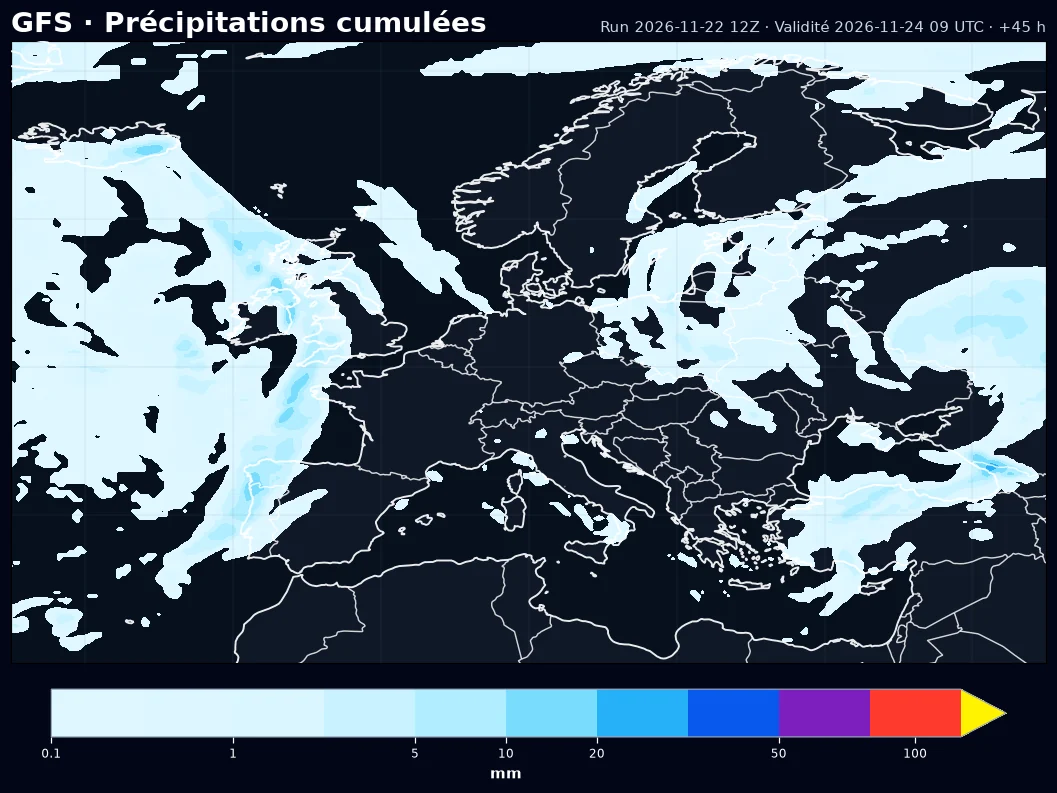 GFS · Précipitations cumulées
Run 2026-11-22 12Z · Validité 2026-11-24 09 UTC · +45 h
0.1 1 5 10 20 50 100
mm